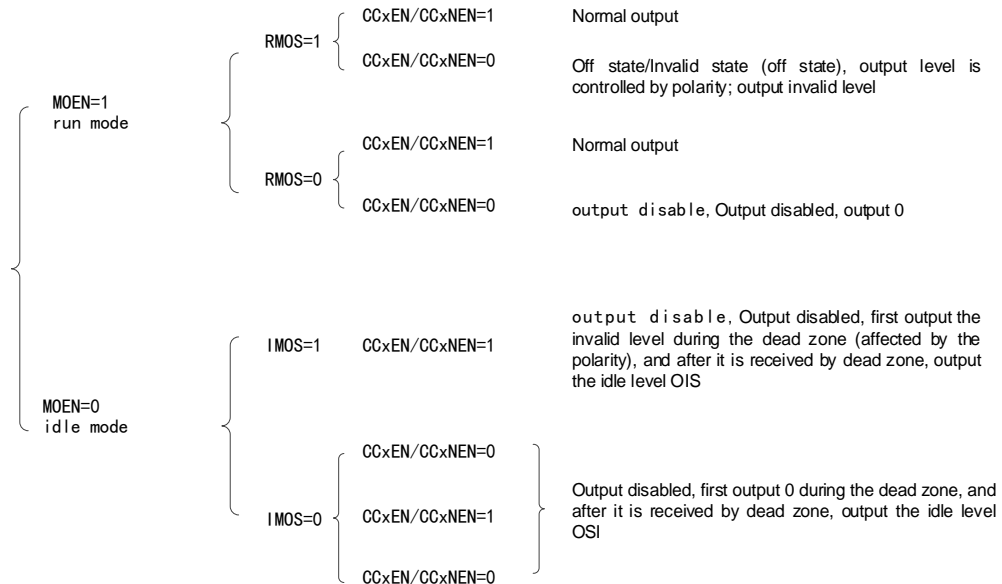 CCxEN/CCxNEN=1 Normal output
RMOS=1
CCxEN/CCxNEN=0 Off state/Invalid state (off state), output level is
controlled by polarity; output invalid level
MOEN=1
run mode
CCxEN/CCxNEN=1 Normal output
RMOS=0
CCxEN/CCxNEN=0 output disable, Output disabled, output 0
output disable, Output disabled, first output the
invalid level during the dead zone (affected by the
IMOS=1 CCxEN/CCxNEN=1
polarity), and after it is received by dead zone, output
the idle level OIS
MOEN=0
idle mode
CCxEN/CCxNEN=0
Output disabled, first output 0 during the dead zone, and
IMOS=0 CCxEN/CCxNEN=1
after it is received by dead zone, output the idle level
OSI
CCxEN/CCxNEN=0